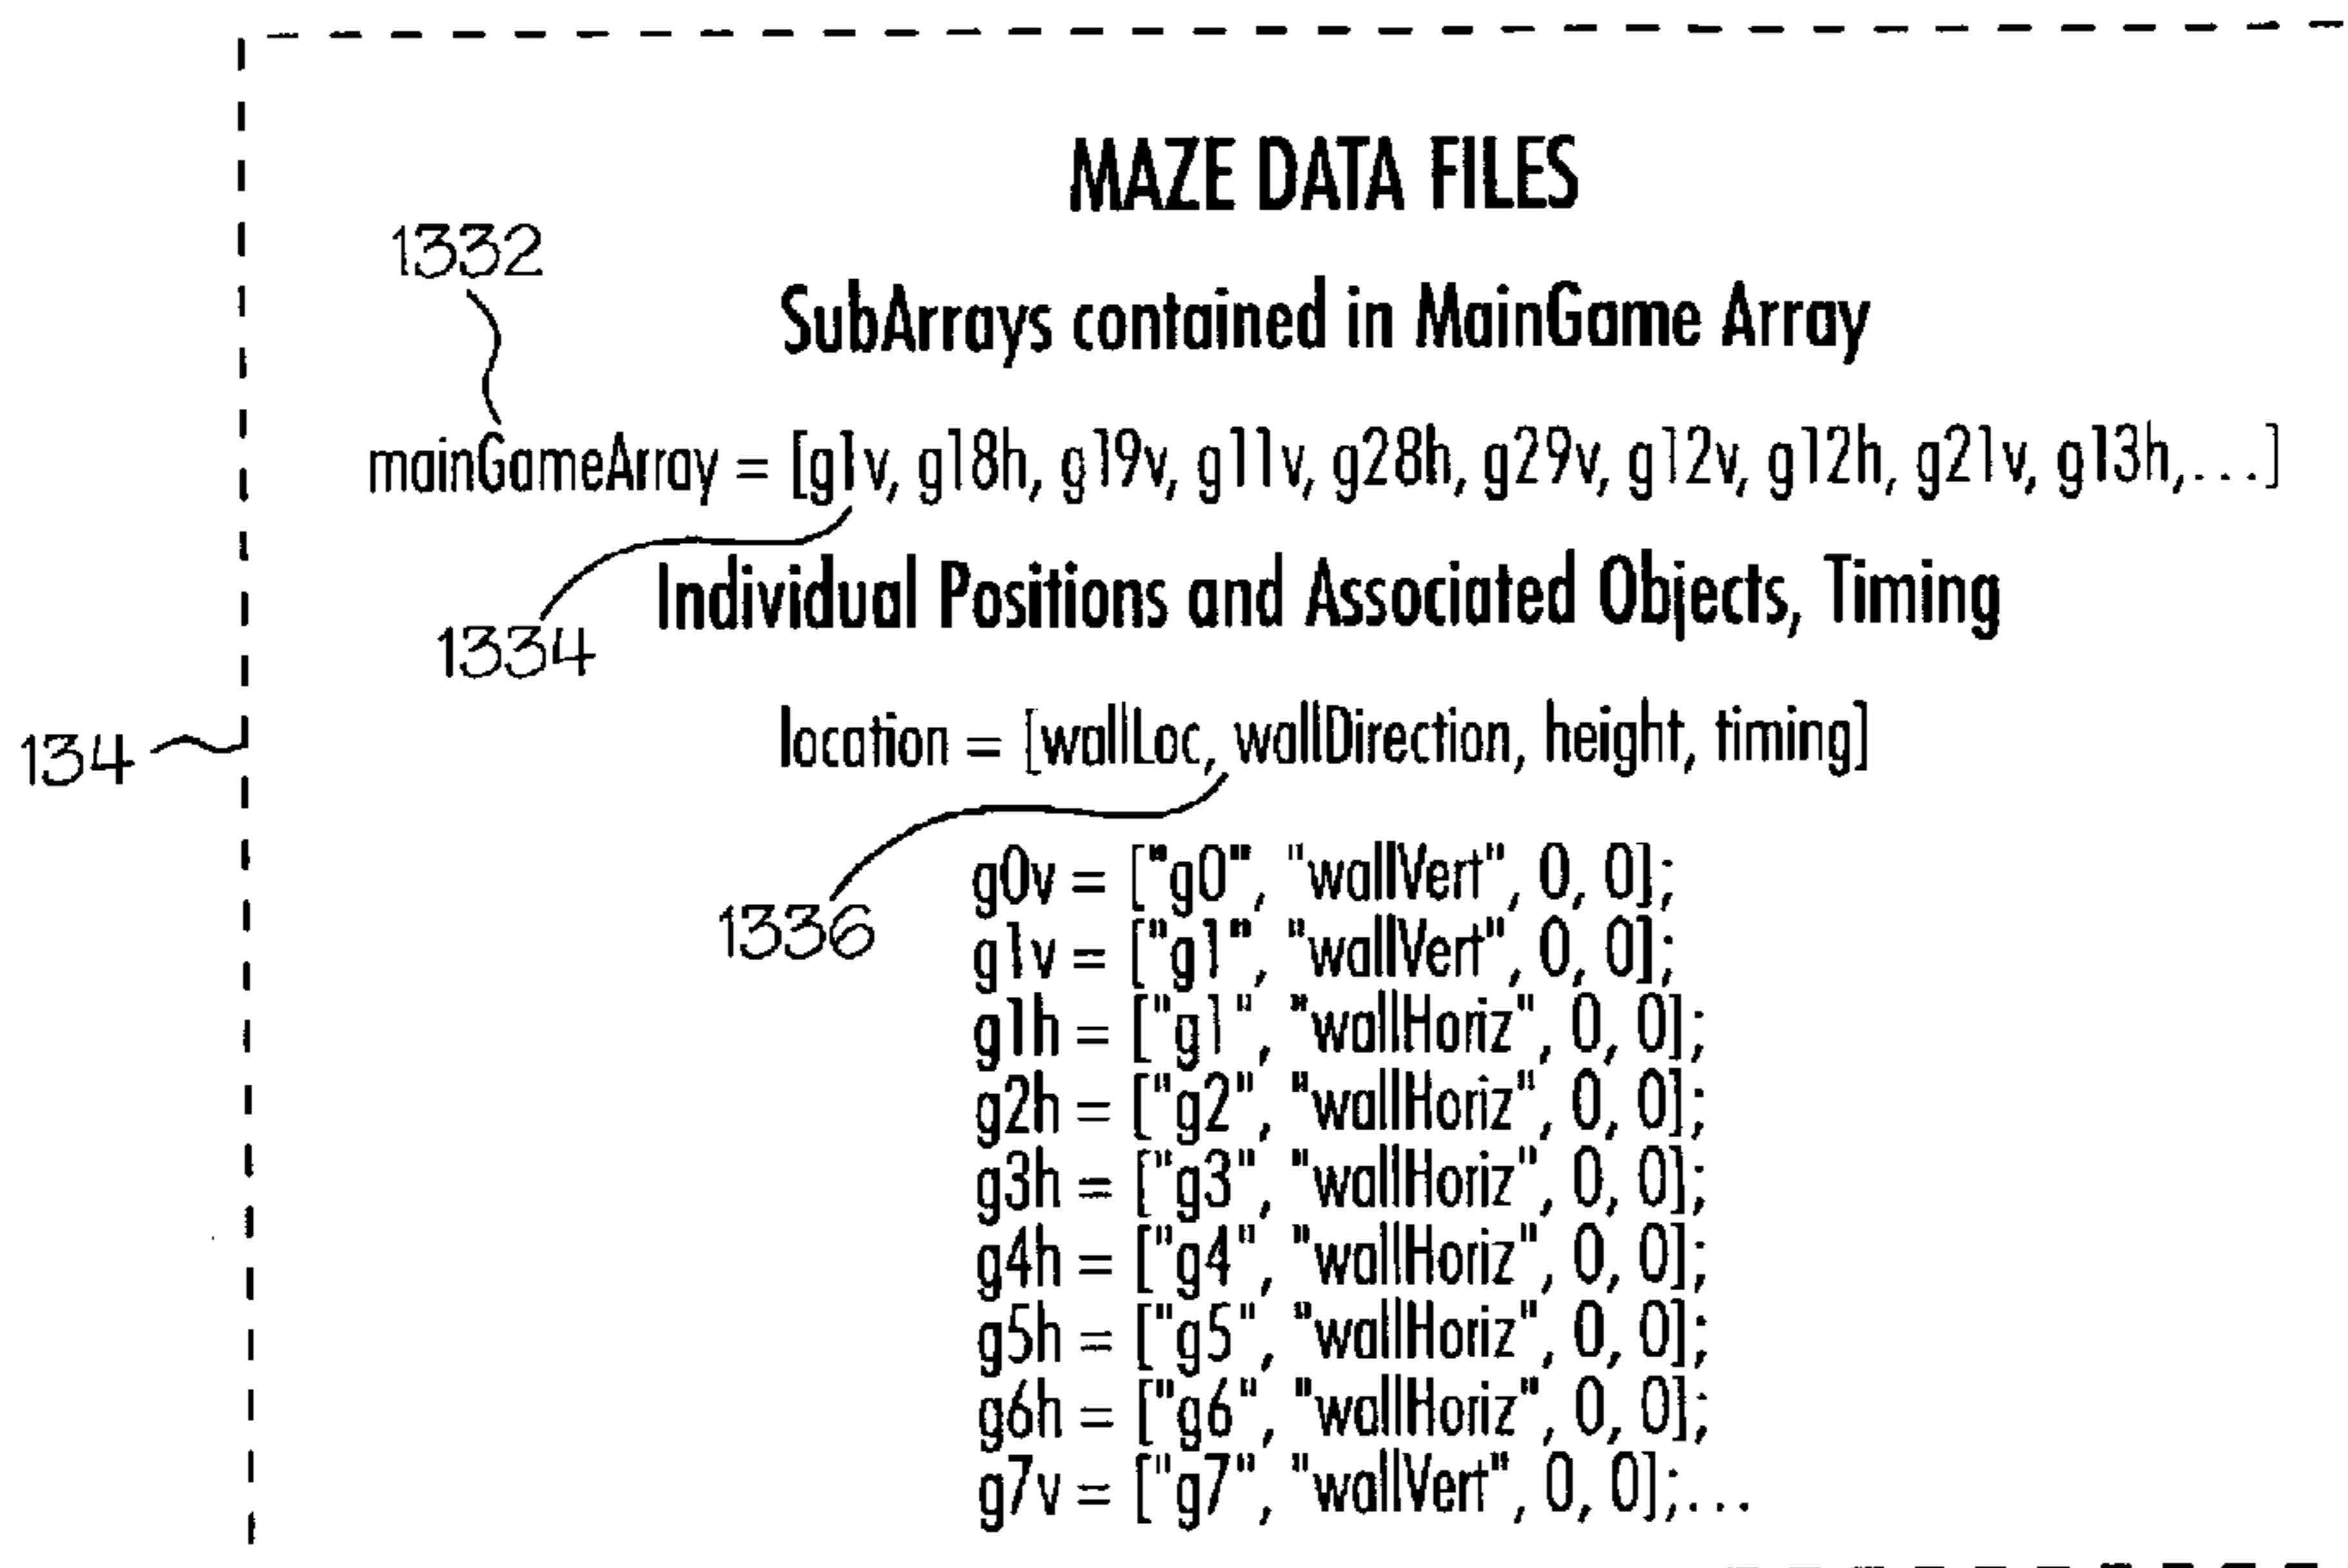 MAZE DATA FILES
1332
SubArrays contained in MainGame Array
mainGameArray = [g1v, g18h, g19v, g11v, g28h, g29v, g12v, g12h, g21v, g13h,...]
Individual Positions and Associated Objects, Timing
1334
location = [wallLoc, wallDirection, height, timing]
134
g0v = ["g0", "wallVert", 0, 0];
1336
g1v = ["g1", "wallVert", 0, 0];
g1h = ["g1", "wallHoriz", 0, 0];
g2h = ["g2", "wallHoriz", 0, 0];
g3h = ["g3", "wallHoriz", 0, 0];
g4h = ["g4", "wallHoriz", 0, 0];
g5h = ["g5", "wallHoriz", 0, 0];
g6h = ["g6", "wallHoriz", 0, 0];
g7v = ["g7", "wallVert", 0, 0];...